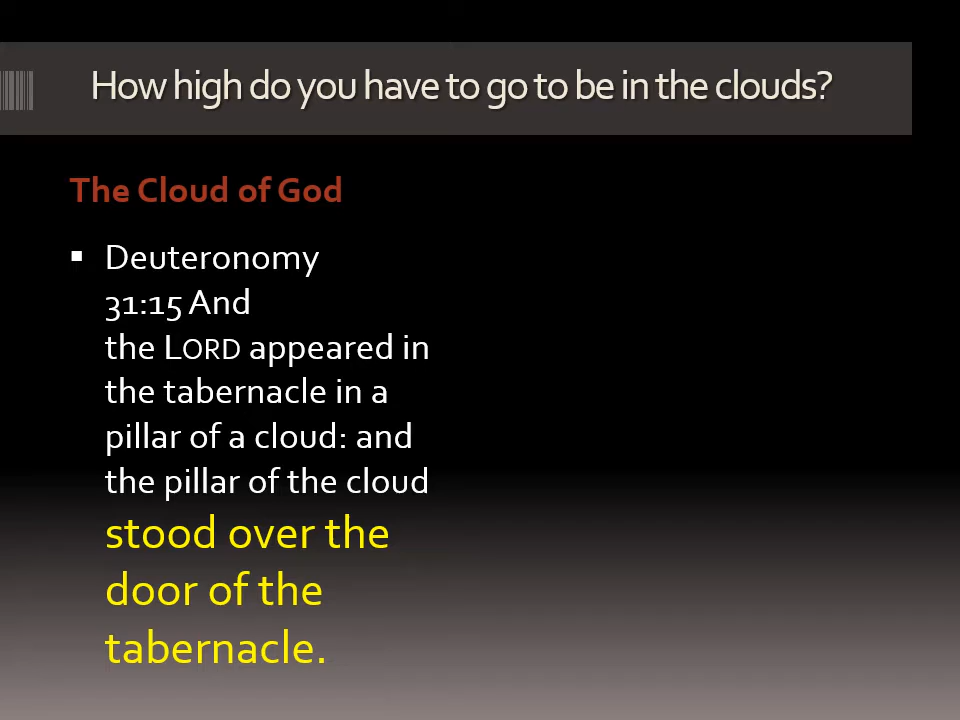 How high do you have to go to be in the clouds?
The Cloud of God
▪ Deuteronomy
31:15 And
the LORD appeared in
the tabernacle in a
pillar of a cloud: and
the pillar of the cloud
stood over the
door of the
tabernacle.